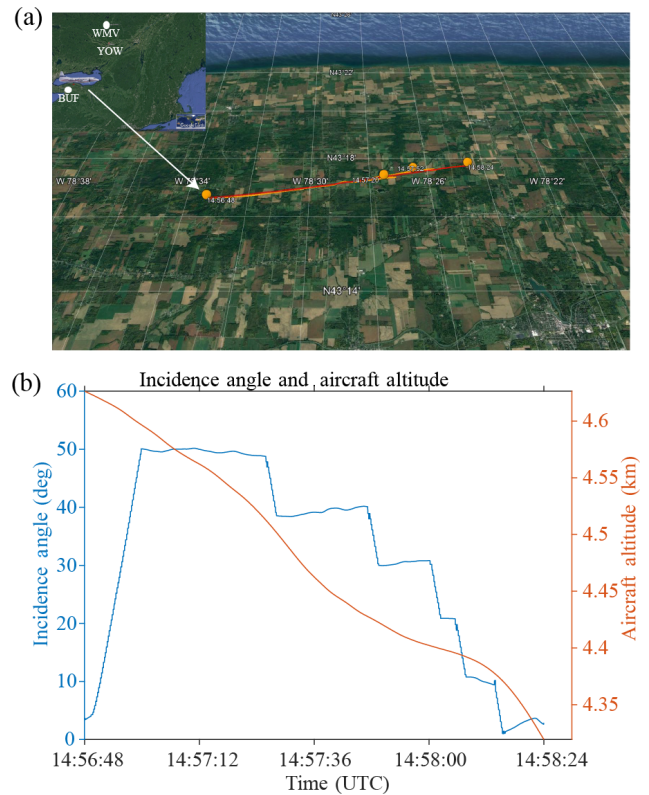 (a)
WMV
YOW
BUF
N43°22'
N43°18'
W 78°38'
W 78°34'
W 78°30'
W 78°26'
W 78°22'
14:56:48
14:58:24
N43°14'
(b)
Incidence angle and aircraft altitude
Incidence angle (deg)
60
50
40
30
20
10
0
Aircraft altitude (km)
4.6
4.55
4.5
4.45
4.4
4.35
14:56:48
14:57:12
14:57:36
14:58:00
14:58:24
Time (UTC)